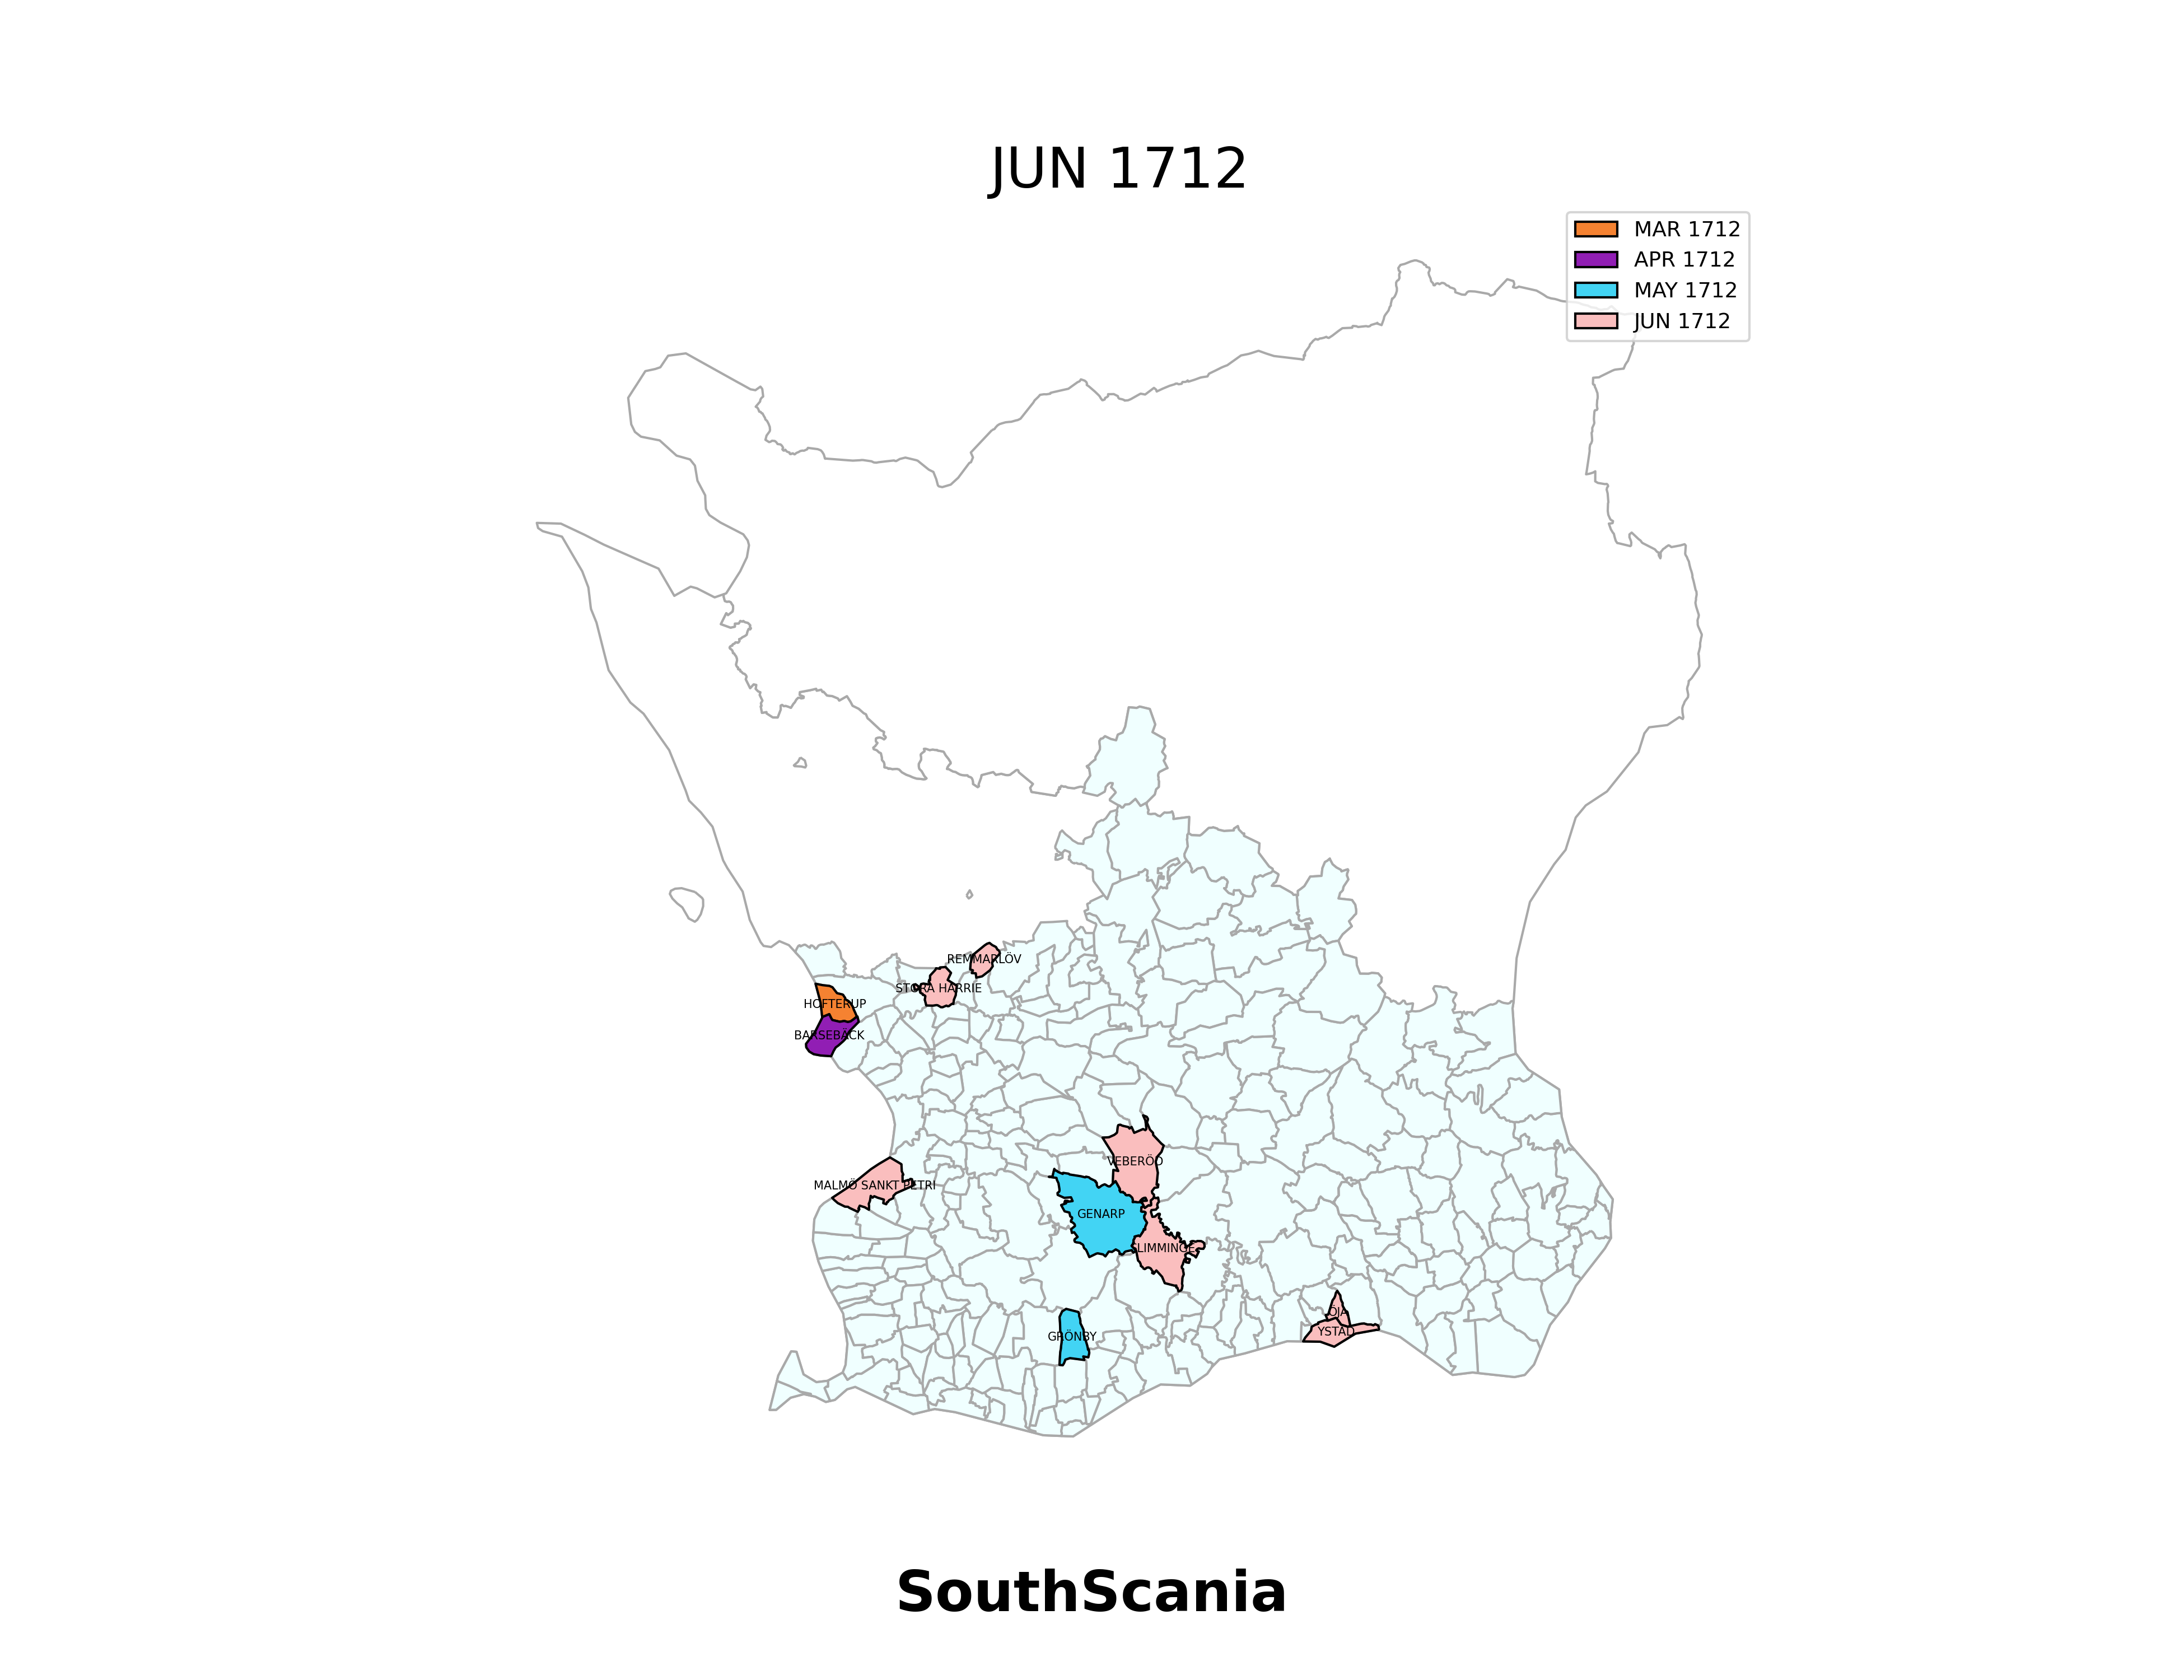 JUN 1712
MAR 1712
APR 1712
MAY 1712
JUN 1712
REMMARLÖV
STORA HARRIE
HOFTERUP
BARSEBÄCK
VEBERÖD
MALMÖ SANKT PETRI
GENARP
SLIMMINGE
ÖJA
YSTAD
GRÖNBY
SouthScania